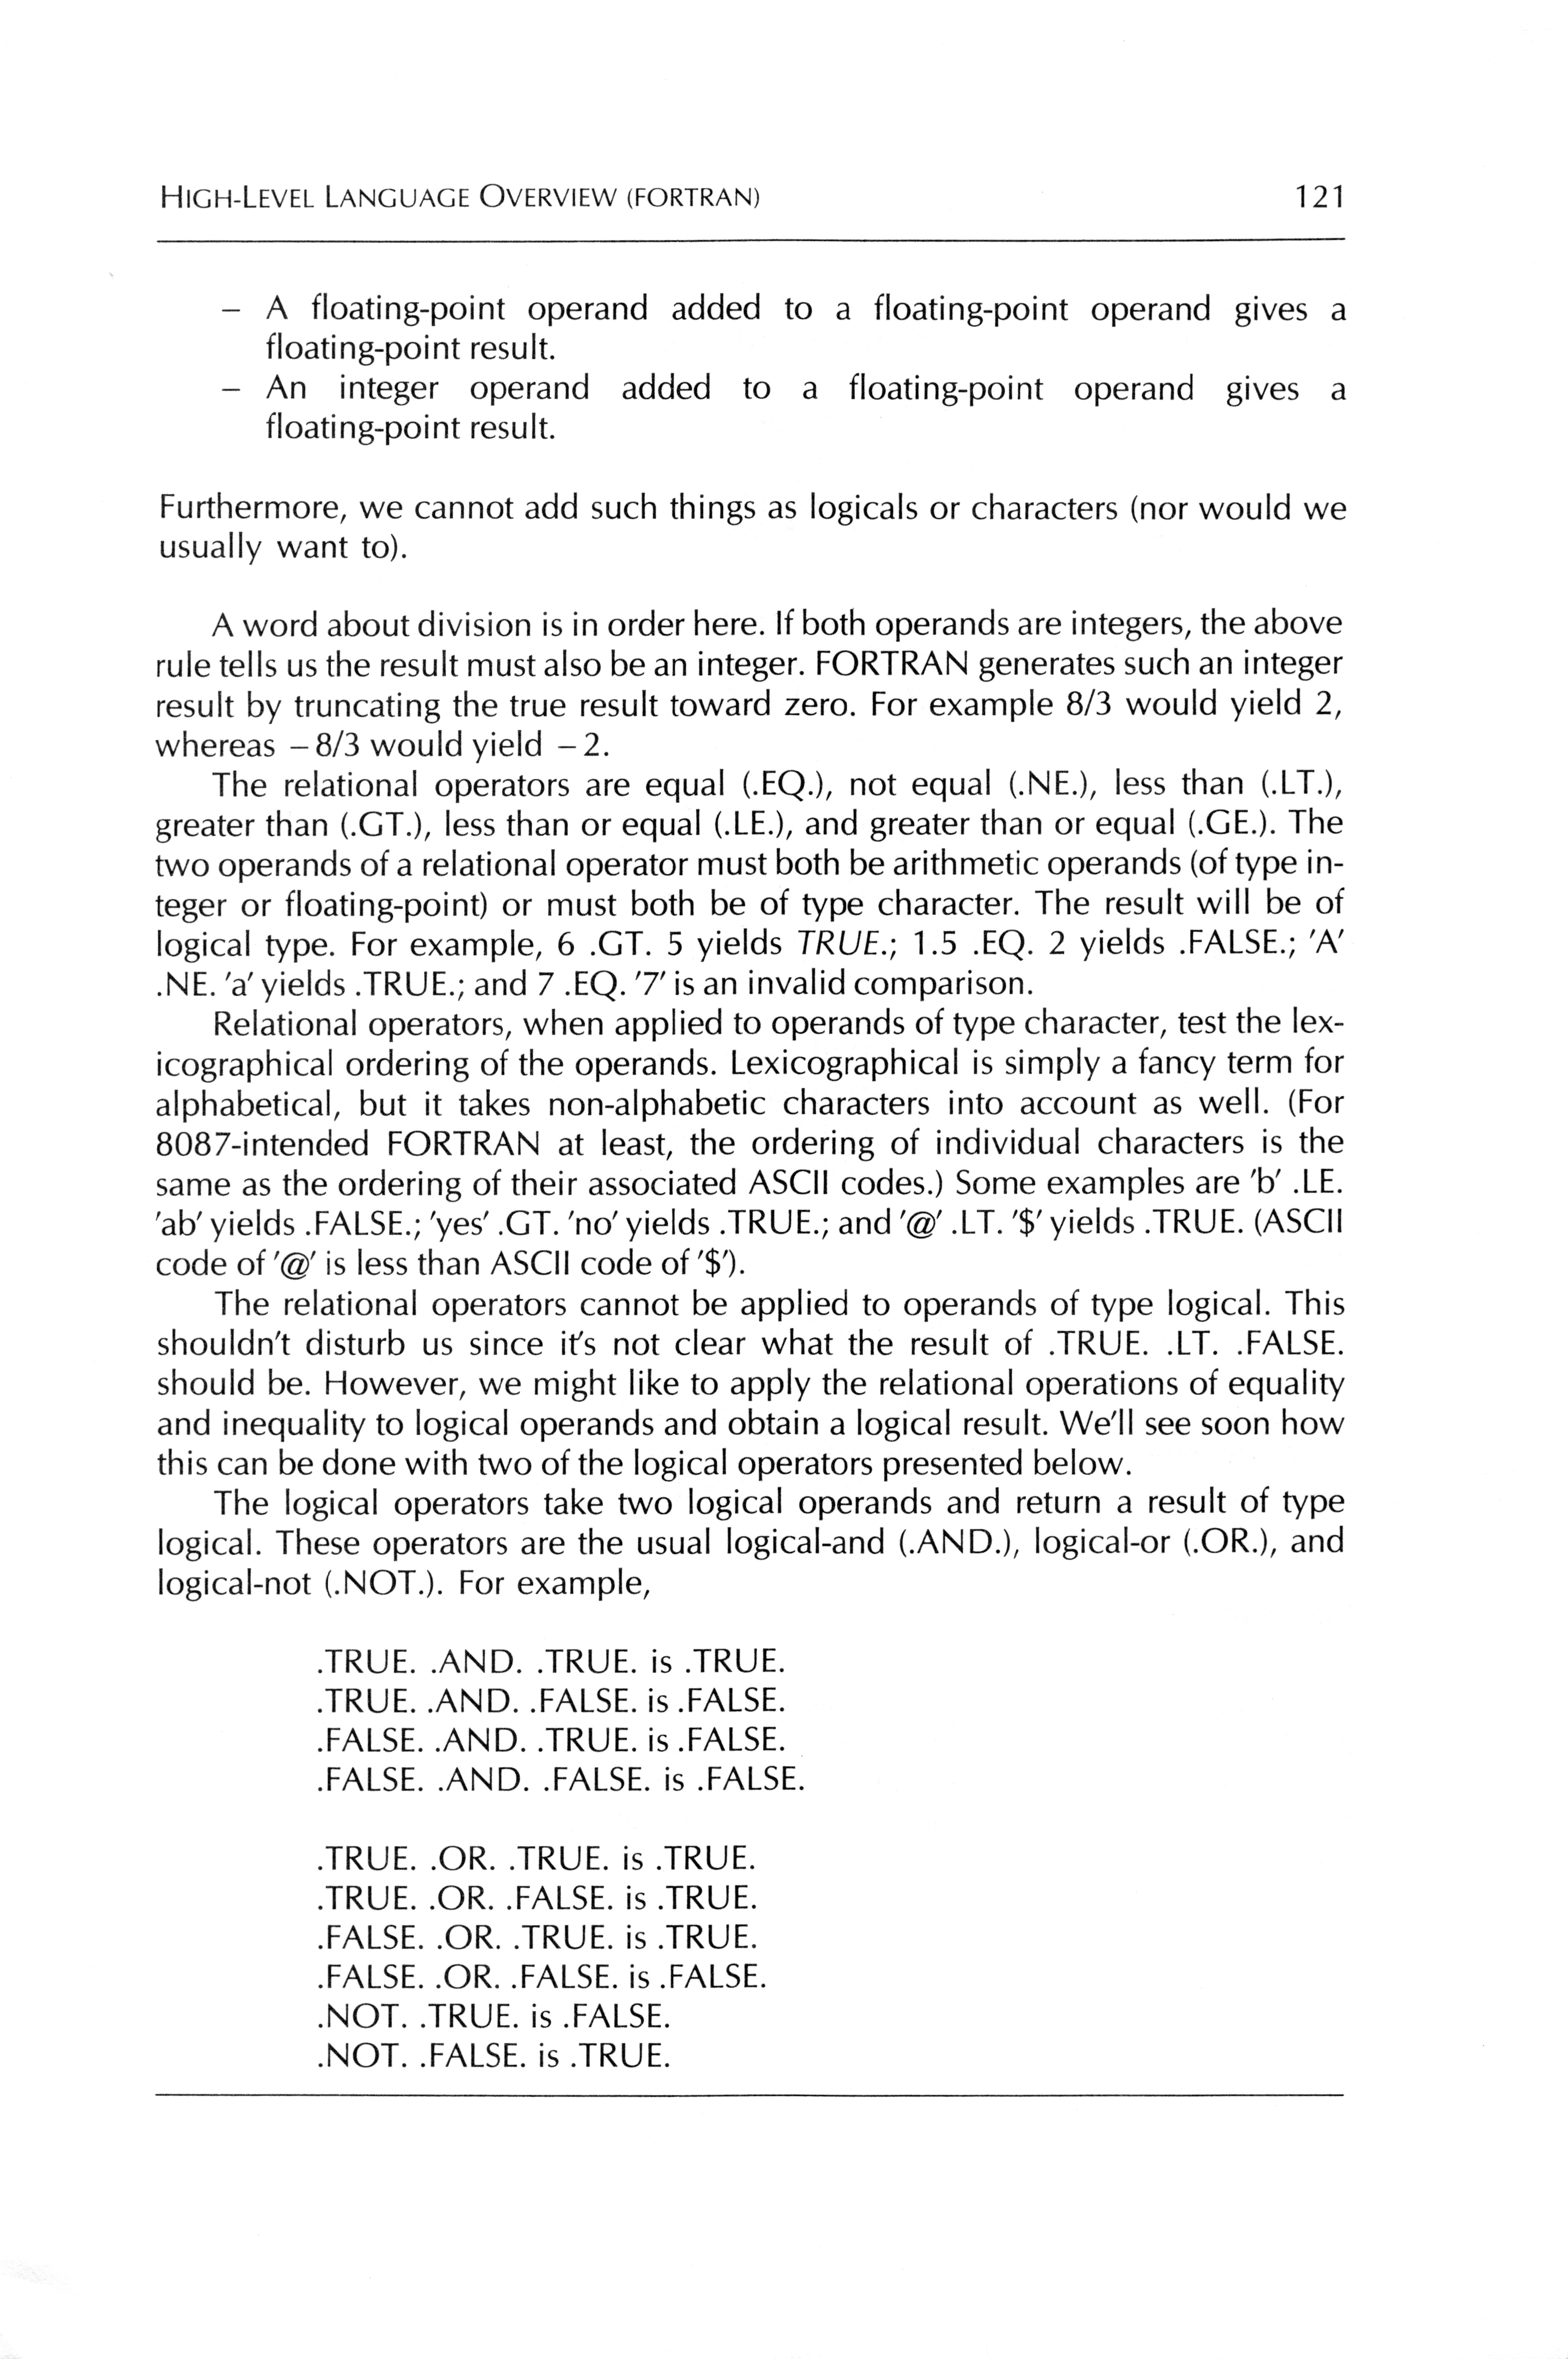 HIGH-LEVEL LANGUAGE OVERVIEW (FORTRAN) 121
– A floating-point operand added to a floating-point operand gives a
floating-point result.
– An integer operand added to a floating-point operand gives a
floating-point result.
Furthermore, we cannot add such things as logicals or characters (nor would we
usually want to).
A word about division is in order here. If both operands are integers, the above
rule tells us the result must also be an integer. FORTRAN generates such an integer
result by truncating the true result toward zero. For example 8/3 would yield 2,
whereas –8/3 would yield –2.
The relational operators are equal (.EQ.), not equal (.NE.), less than (.LT.),
greater than (.GT.), less than or equal (.LE.), and greater than or equal (.GE.). The
two operands of a relational operator must both be arithmetic operands (of type in-
teger or floating-point) or must both be of type character. The result will be of
logical type. For example, 6 .GT. 5 yields TRUE.; 1.5 .EQ. 2 yields .FALSE.; 'A'
.NE. 'a' yields .TRUE.; and 7 .EQ. '7' is an invalid comparison.
Relational operators, when applied to operands of type character, test the lex-
icographical ordering of the operands. Lexicographical is simply a fancy term for
alphabetical, but it takes non-alphabetic characters into account as well. (For
8087-intended FORTRAN at least, the ordering of individual characters is the
same as the ordering of their associated ASCII codes.) Some examples are 'b' .LE.
'ab' yields .FALSE.; 'yes' .GT. 'no' yields .TRUE.; and '@' .LT. '$' yields .TRUE. (ASCII
code of '@' is less than ASCII code of '$').
The relational operators cannot be applied to operands of type logical. This
shouldn't disturb us since it's not clear what the result of .TRUE. .LT. .FALSE.
should be. However, we might like to apply the relational operations of equality
and inequality to logical operands and obtain a logical result. We'll see soon how
this can be done with two of the logical operators presented below.
The logical operators take two logical operands and return a result of type
logical. These operators are the usual logical-and (.AND.), logical-or (.OR.), and
logical-not (.NOT.). For example,
.TRUE. .AND. .TRUE. is .TRUE.
.TRUE. .AND. .FALSE. is .FALSE.
.FALSE. .AND. .TRUE. is .FALSE.
.FALSE. .AND. .FALSE. is .FALSE.
.TRUE. .OR. .TRUE. is .TRUE.
.TRUE. .OR. .FALSE. is .TRUE.
.FALSE. .OR. .TRUE. is .TRUE.
.FALSE. .OR. .FALSE. is .FALSE.
.NOT. .TRUE. is .FALSE.
.NOT. .FALSE. is .TRUE.